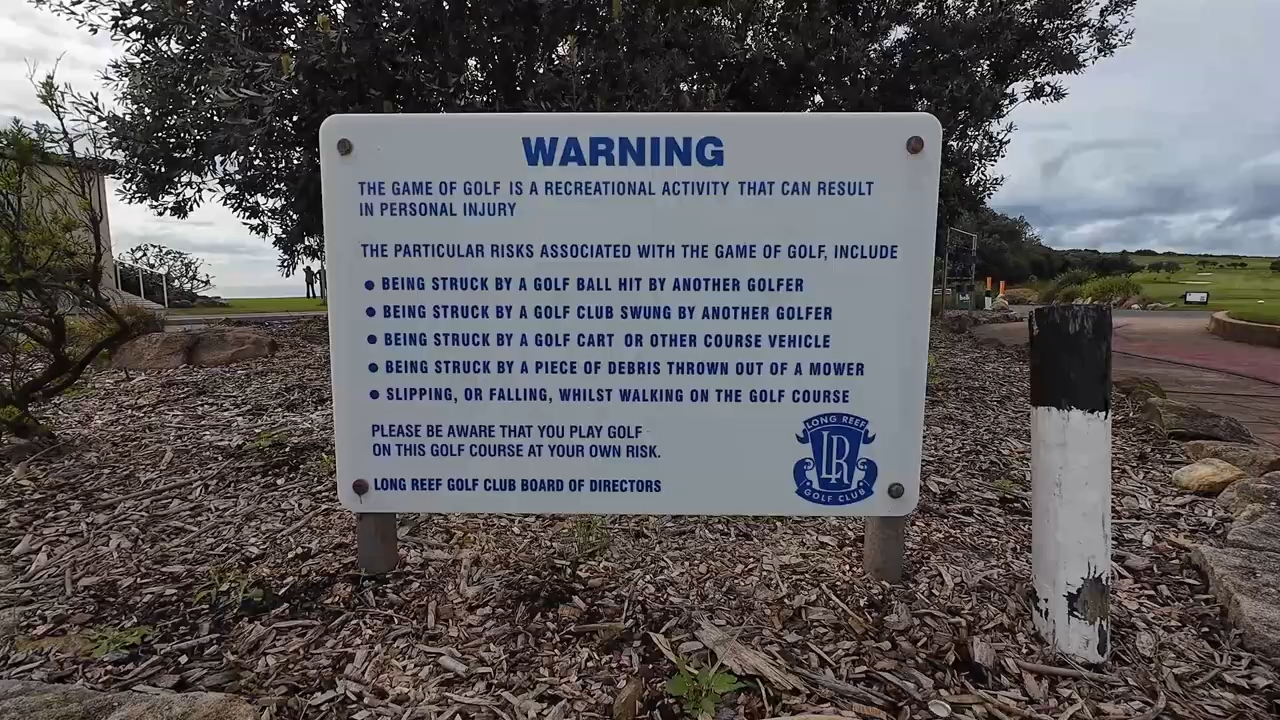 WARNING
THE GAME OF GOLF IS A RECREATIONAL ACTIVITY THAT CAN RESULT
IN PERSONAL INJURY
THE PARTICULAR RISKS ASSOCIATED WITH THE GAME OF GOLF, INCLUDE
● BEING STRUCK BY A GOLF BALL HIT BY ANOTHER GOLFER
● BEING STRUCK BY A GOLF CLUB SWUNG BY ANOTHER GOLFER
● BEING STRUCK BY A GOLF CART OR OTHER COURSE VEHICLE
● BEING STRUCK BY A PIECE OF DEBRIS THROWN OUT OF A MOWER
● SLIPPING, OR FALLING, WHILST WALKING ON THE GOLF COURSE
PLEASE BE AWARE THAT YOU PLAY GOLF
ON THIS GOLF COURSE AT YOUR OWN RISK.
LONG REEF GOLF CLUB BOARD OF DIRECTORS
LONG REEF
LR
GOLF CLUB